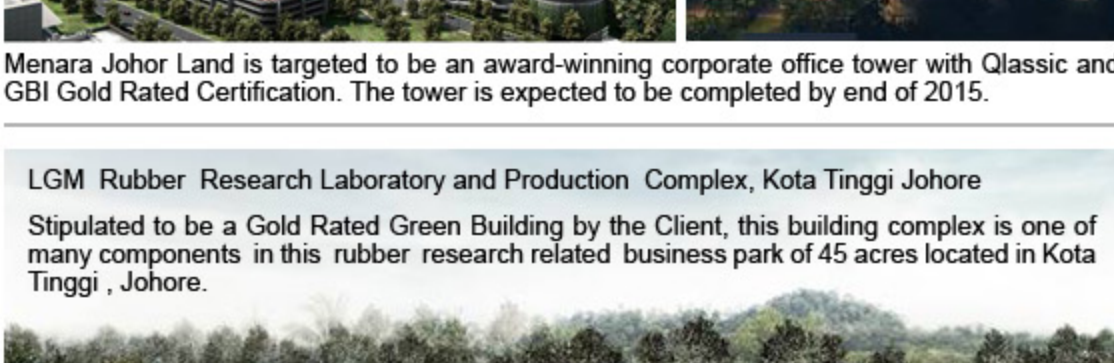 Menara Johor Land is targeted to be an award-winning corporate office tower with Qlassic and
GBI Gold Rated Certification. The tower is expected to be completed by end of 2015.
LGM Rubber Research Laboratory and Production Complex, Kota Tinggi Johore
Stipulated to be a Gold Rated Green Building by the Client, this building complex is one of
many components in this rubber research related business park of 45 acres located in Kota
Tinggi , Johore.